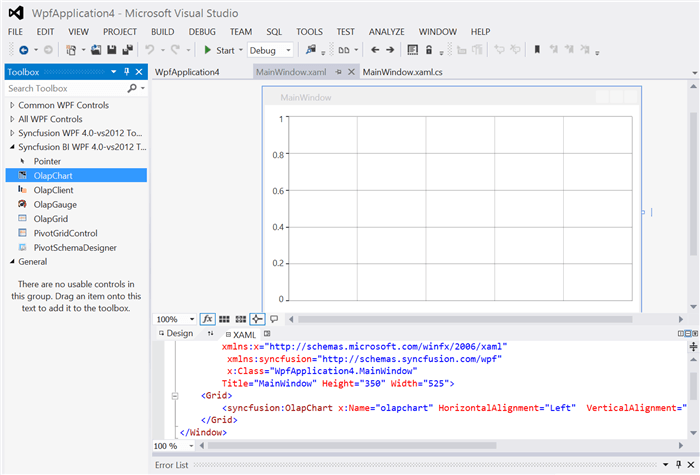 WpfApplication4 - Microsoft Visual Studio
FILE EDIT VIEW PROJECT BUILD DEBUG TEAM SQL TOOLS TEST ANALYZE WINDOW HELP
Start Debug
Toolbox
Search Toolbox
Common WPF Controls
All WPF Controls
Syncfusion WPF 4.0-vs2012 To...
Syncfusion BI WPF 4.0-vs2012 T...
Pointer
OlapChart
OlapClient
OlapGauge
OlapGrid
PivotGridControl
PivotSchemaDesigner
General
There are no usable controls in
this group. Drag an item onto this
text to add it to the toolbox.
WpfApplication4 MainWindow.xaml MainWindow.xaml.cs
MainWindow
1
0.8
0.6
0.4
0.2
0
100% fx
Design XAML
xmlns:x="http://schemas.microsoft.com/winfx/2006/xaml"
xmlns:syncfusion="http://schemas.syncfusion.com/wpf"
x:Class="WpfApplication4.MainWindow"
Title="MainWindow" Height="350" Width="525">
<Grid>
<syncfusion:OlapChart x:Name="olapchart" HorizontalAlignment="Left"  VerticalAlignment="
</Grid>
</Window>
100 %
Error List